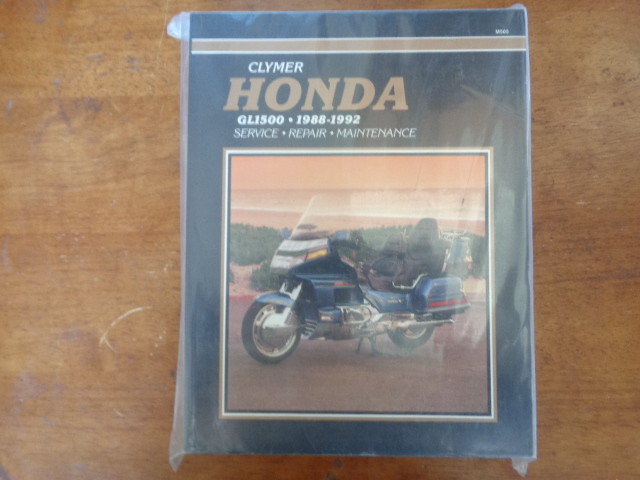 CLYMER
HONDA
GL1500 • 1988-1992
SERVICE • REPAIR • MAINTENANCE